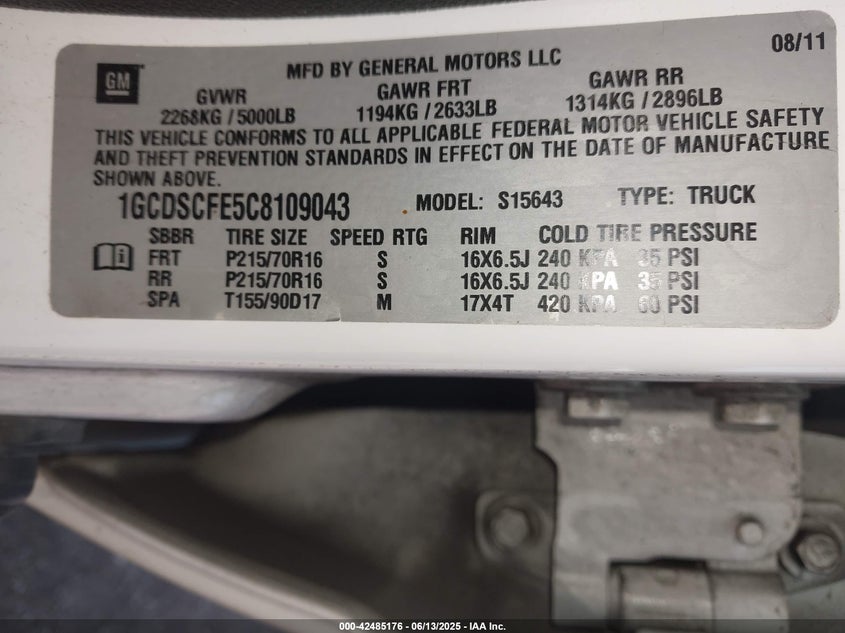 08/11
GM
MFD BY GENERAL MOTORS LLC
GVWR GAWR FRT GAWR RR
2268KG / 5000LB 1194KG / 2633LB 1314KG / 2896LB
THIS VEHICLE CONFORMS TO ALL APPLICABLE FEDERAL MOTOR VEHICLE SAFETY
AND THEFT PREVENTION STANDARDS IN EFFECT ON THE DATE OF MANUFACTURE
SHOWN ABOVE.
1GCDSCFE5C8109043 MODEL: S15643 TYPE: TRUCK
SBBR TIRE SIZE SPEED RTG RIM COLD TIRE PRESSURE
FRT P215/70R16 S 16X6.5J 240 KPA 35 PSI
RR P215/70R16 S 16X6.5J 240 KPA 35 PSI
SPA T155/90D17 M 17X4T 420 KPA 60 PSI
000-42485176 - 06/13/2025 - IAA Inc.